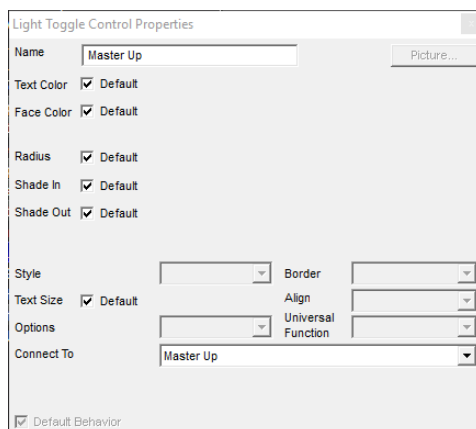 Light Toggle Control Properties
Name Master Up Picture...
Text Color Default
Face Color Default
Radius Default
Shade In Default
Shade Out Default
Style Border
Text Size Default Align
Options Universal Function
Connect To Master Up
Default Behavior